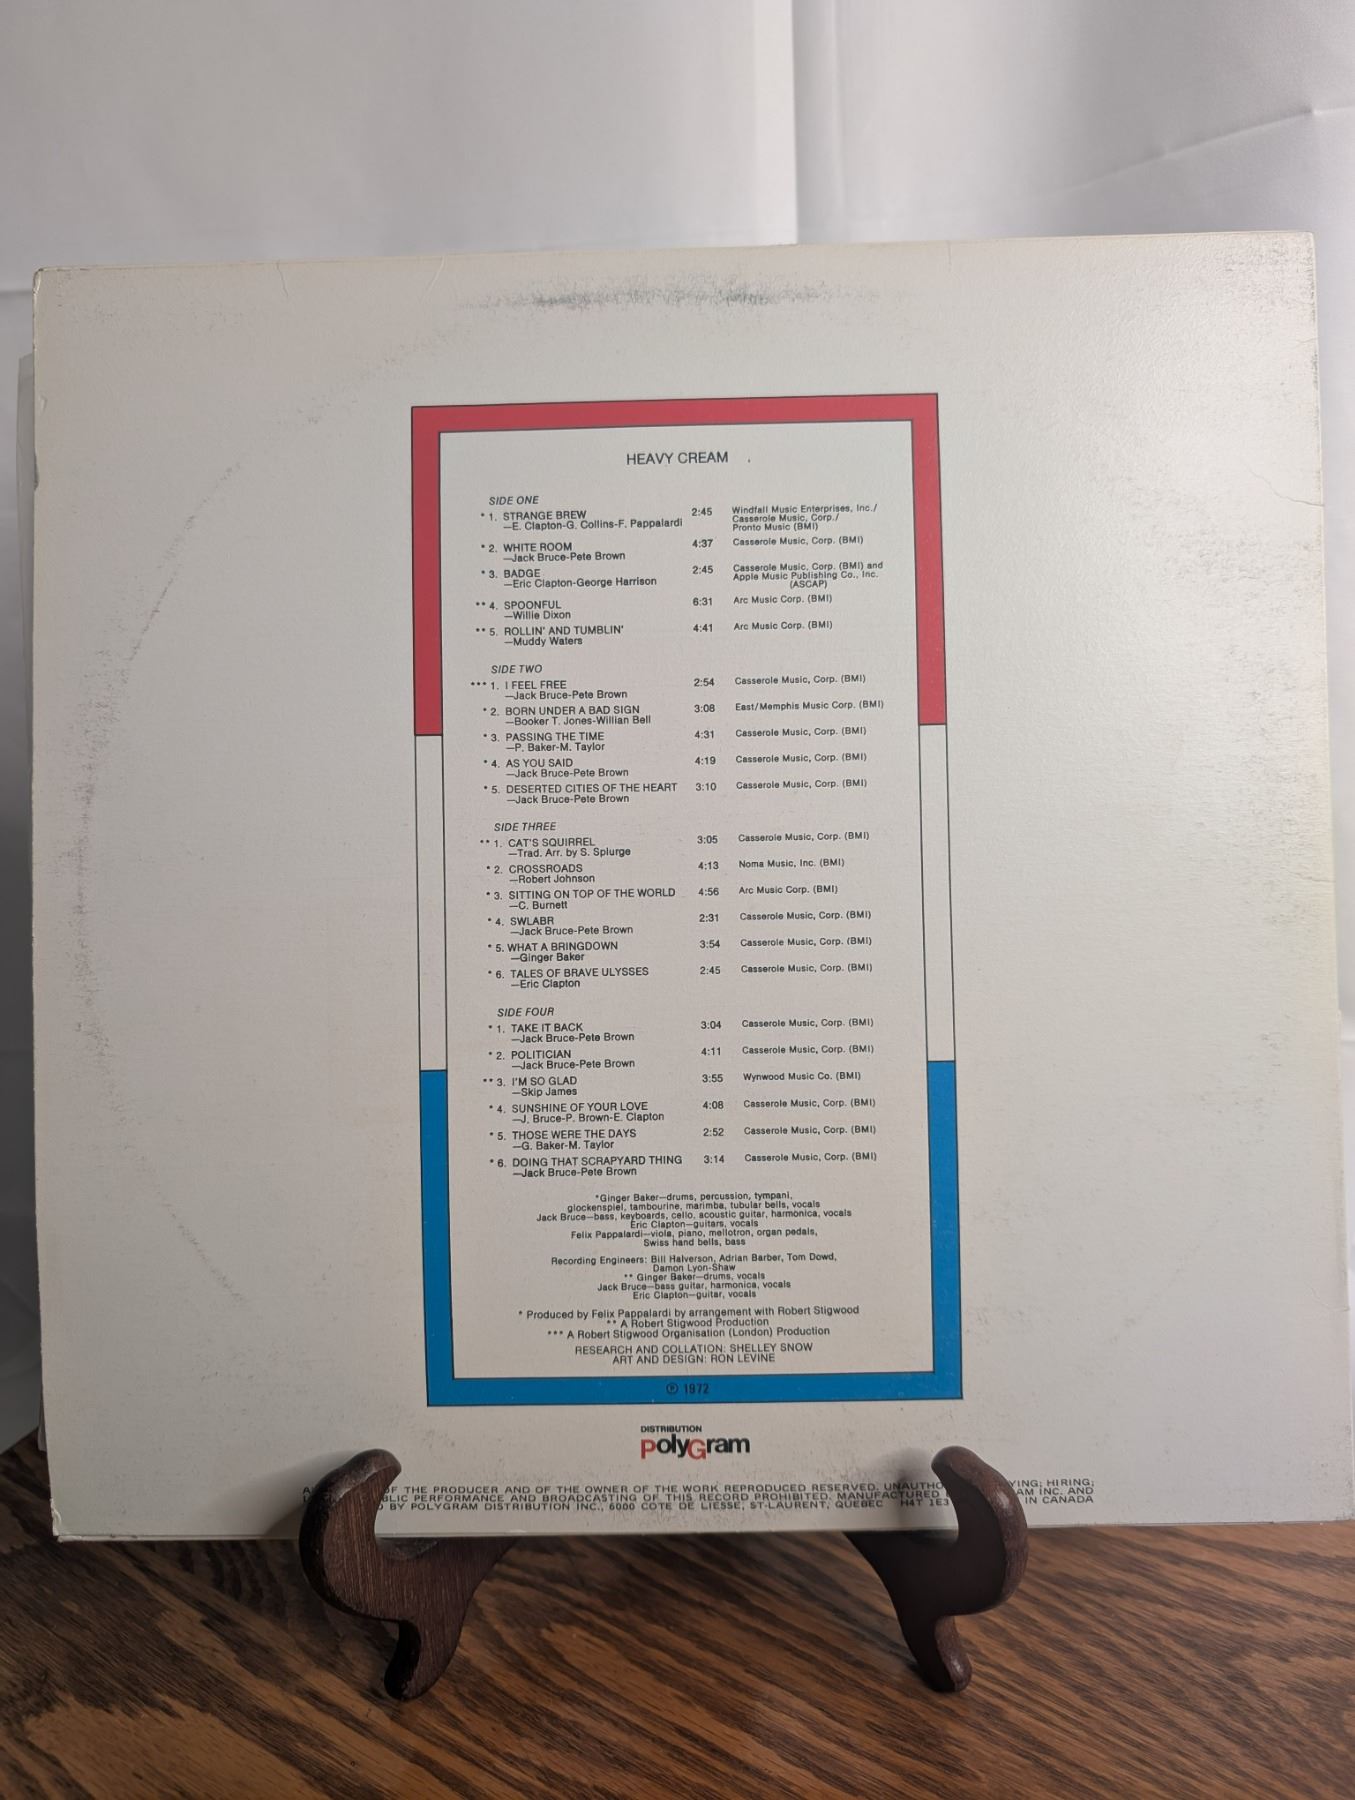 HEAVY CREAM
SIDE ONE
* 1. STRANGE BREW 2:45 Windfall Music Enterprises, Inc./
—E. Clapton-G. Collins-F. Pappalardi Casserole Music, Corp./
Pronto Music (BMI)
* 2. WHITE ROOM 4:37 Casserole Music, Corp. (BMI)
—Jack Bruce-Pete Brown
* 3. BADGE 2:45 Casserole Music, Corp. (BMI) and
—Eric Clapton-George Harrison Apple Music Publishing Co., Inc.
(ASCAP)
** 4. SPOONFUL 6:31 Arc Music Corp. (BMI)
—Willie Dixon
** 5. ROLLIN' AND TUMBLIN' 4:41 Arc Music Corp. (BMI)
—Muddy Waters
SIDE TWO
*** 1. I FEEL FREE 2:54 Casserole Music, Corp. (BMI)
—Jack Bruce-Pete Brown
* 2. BORN UNDER A BAD SIGN 3:08 East/Memphis Music Corp. (BMI)
—Booker T. Jones-Willian Bell
* 3. PASSING THE TIME 4:31 Casserole Music, Corp. (BMI)
—P. Baker-M. Taylor
* 4. AS YOU SAID 4:19 Casserole Music, Corp. (BMI)
—Jack Bruce-Pete Brown
* 5. DESERTED CITIES OF THE HEART 3:10 Casserole Music, Corp. (BMI)
—Jack Bruce-Pete Brown
SIDE THREE
** 1. CAT'S SQUIRREL 3:05 Casserole Music, Corp. (BMI)
—Trad. Arr. by S. Splurge
* 2. CROSSROADS 4:13 Noma Music, Inc. (BMI)
—Robert Johnson
* 3. SITTING ON TOP OF THE WORLD 4:56 Arc Music Corp. (BMI)
—C. Burnett
* 4. SWLABR 2:31 Casserole Music, Corp. (BMI)
—Jack Bruce-Pete Brown
* 5. WHAT A BRINGDOWN 3:54 Casserole Music, Corp. (BMI)
—Ginger Baker
* 6. TALES OF BRAVE ULYSSES 2:45 Casserole Music, Corp. (BMI)
—Eric Clapton
SIDE FOUR
* 1. TAKE IT BACK 3:04 Casserole Music, Corp. (BMI)
—Jack Bruce-Pete Brown
* 2. POLITICIAN 4:11 Casserole Music, Corp. (BMI)
—Jack Bruce-Pete Brown
** 3. I'M SO GLAD 3:55 Wynwood Music Co. (BMI)
—Skip James
* 4. SUNSHINE OF YOUR LOVE 4:08 Casserole Music, Corp. (BMI)
—J. Bruce-P. Brown-E. Clapton
* 5. THOSE WERE THE DAYS 2:52 Casserole Music, Corp. (BMI)
—G. Baker-M. Taylor
* 6. DOING THAT SCRAPYARD THING 3:14 Casserole Music, Corp. (BMI)
—Jack Bruce-Pete Brown
*Ginger Baker—drums, percussion, tympani,
glockenspiel, tambourine, marimba, tubular bells, vocals
Jack Bruce—bass, keyboards, cello, acoustic guitar, harmonica, vocals
Eric Clapton—guitars, vocals
Felix Pappalardi—viola, piano, mellotron, organ pedals,
Swiss hand bells, bass
Recording Engineers: Bill Halverson, Adrian Barber, Tom Dowd,
Damon Lyon-Shaw
** Ginger Baker—drums, vocals
Jack Bruce—bass guitar, harmonica, vocals
Eric Clapton—guitar, vocals
* Produced by Felix Pappalardi by arrangement with Robert Stigwood
** A Robert Stigwood Production
*** A Robert Stigwood Organisation (London) Production
RESEARCH AND COLLATION: SHELLEY SNOW
ART AND DESIGN: RON LEVINE
℗ 1972
DISTRIBUTION
PolyGram
OF THE PRODUCER AND OF THE OWNER OF THE WORK REPRODUCED RESERVED. HIRING;
PERFORMANCE AND BROADCASTING OF THIS RECORD PROHIBITED. MANUFACTURED INC. AND
BY POLYGRAM DISTRIBUTION INC., 6000 COTE DE LIESSE, ST-LAURENT, QUEBEC H4T 1E3 IN CANADA